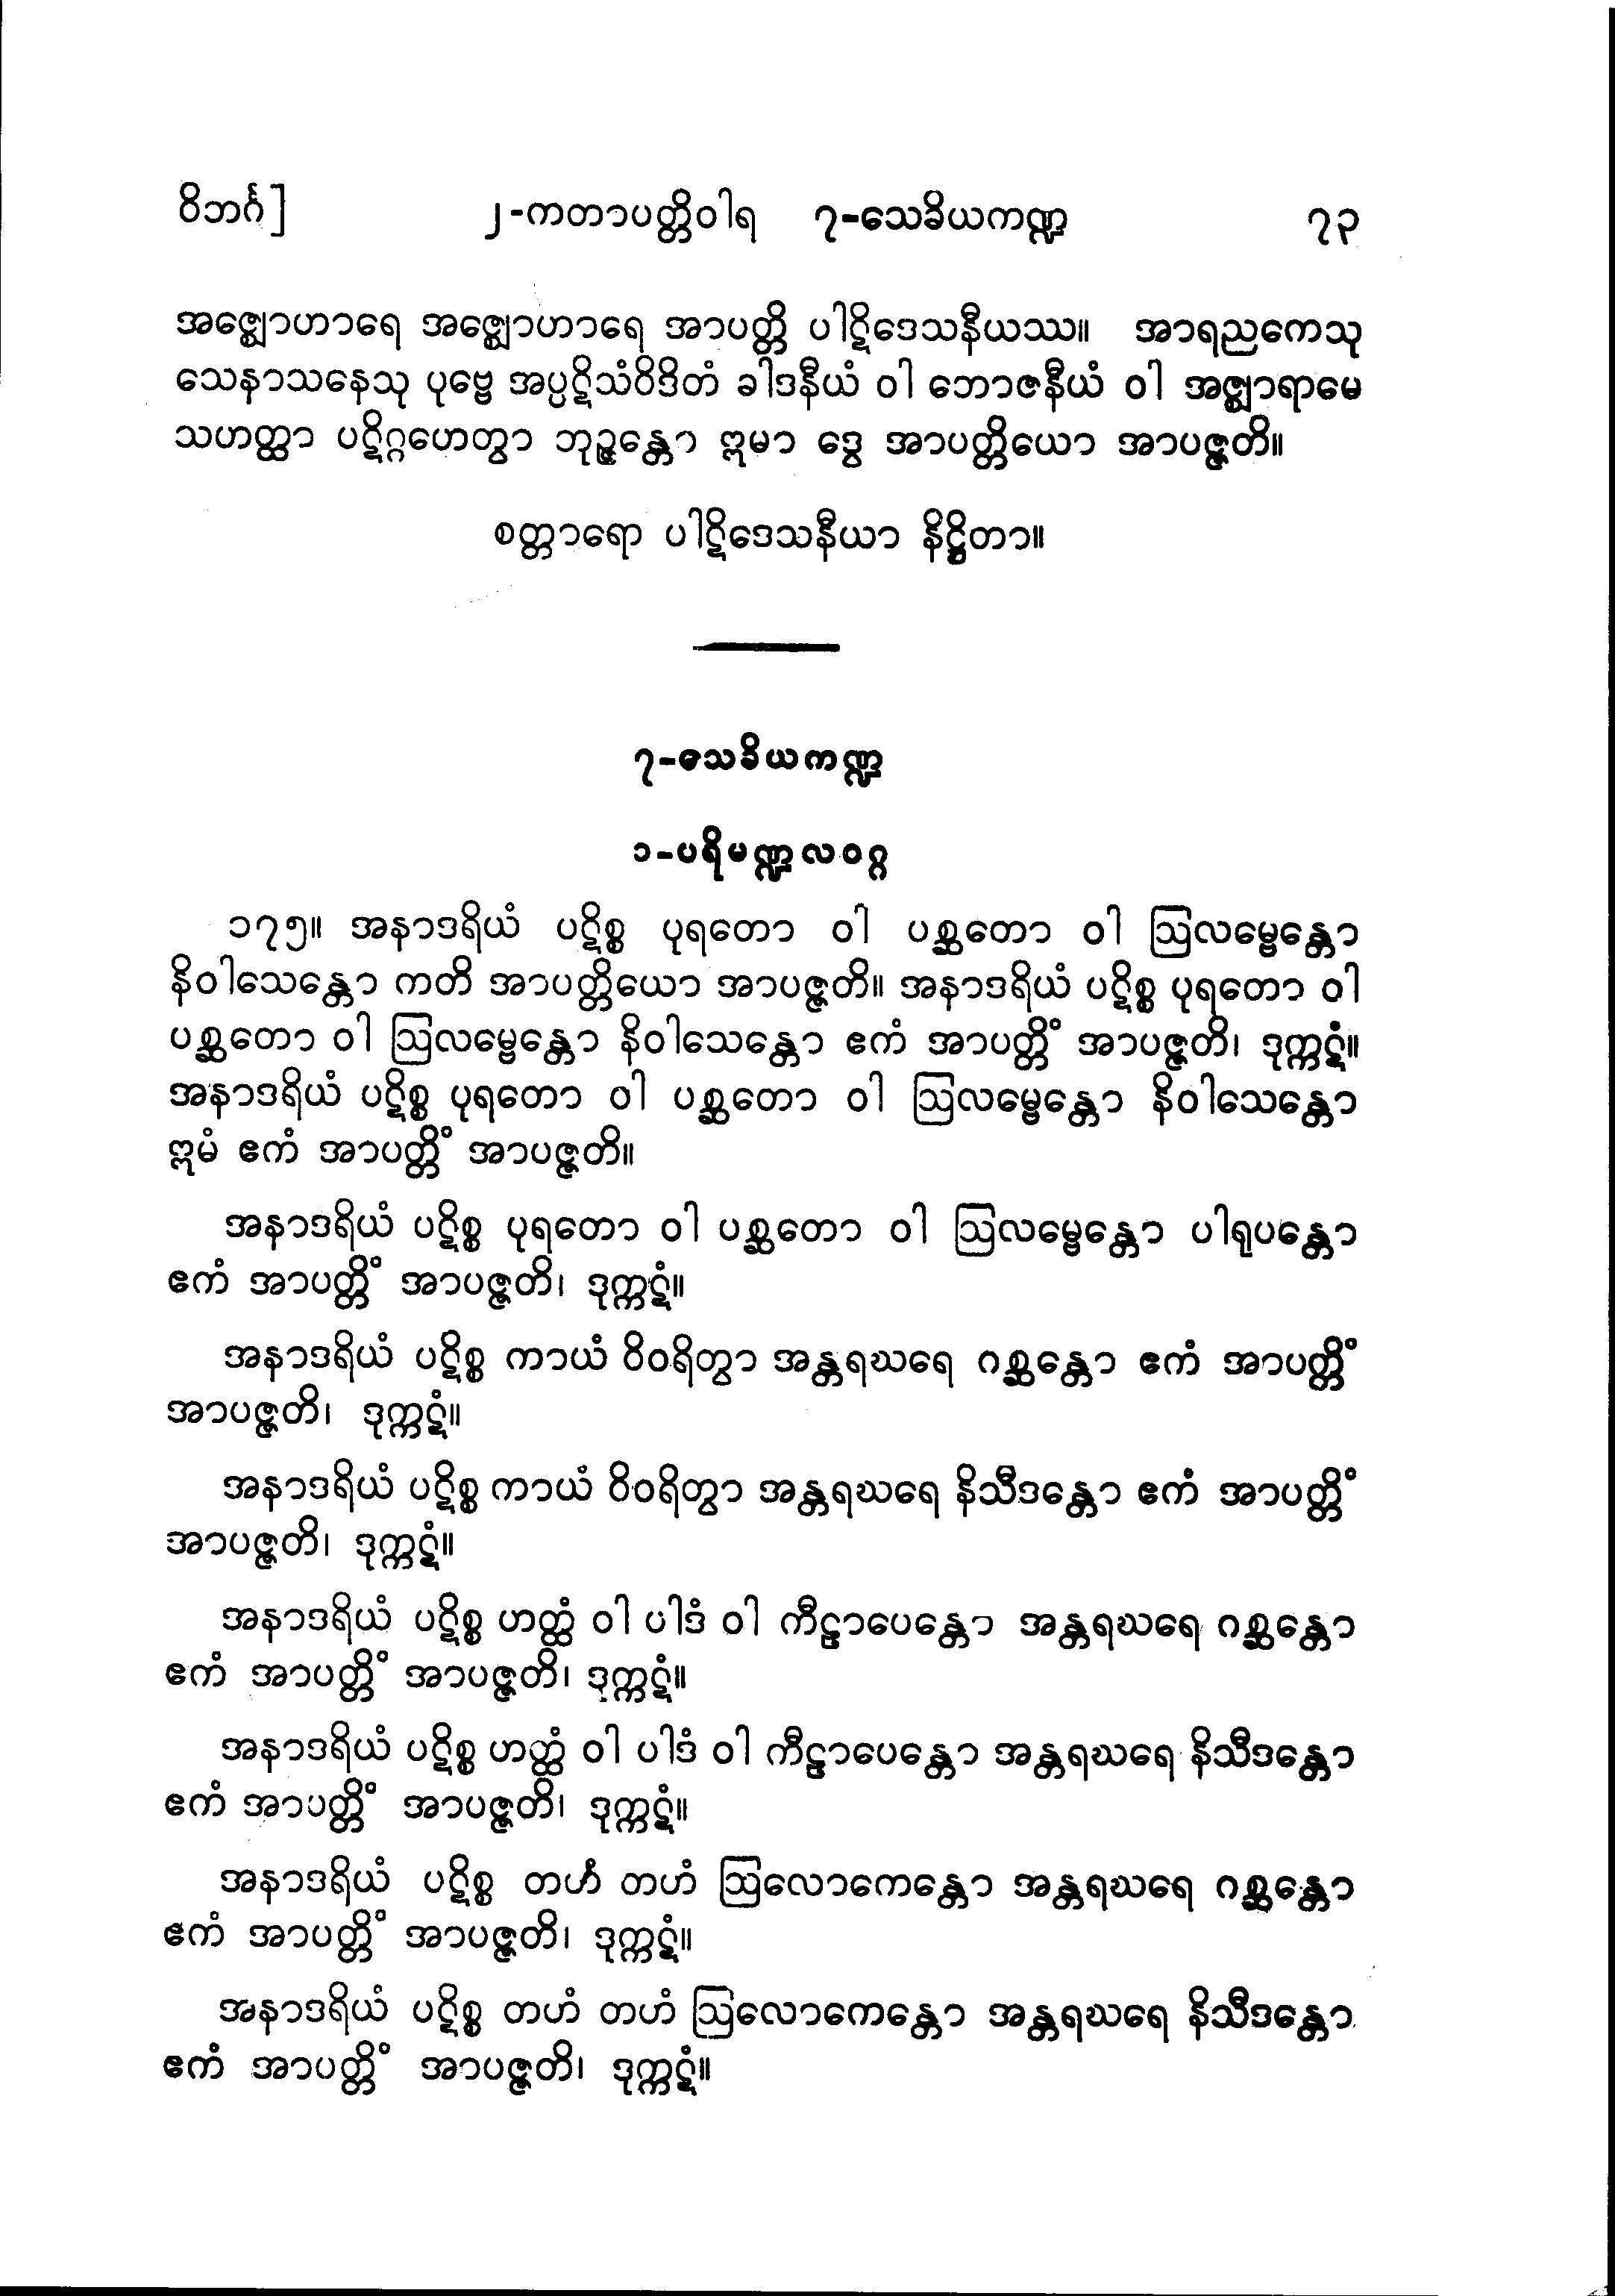 ဝိဘင်္ဂ] ၂-ကတာပတ္တိဝါရ ၇-သေခိယကဏ္ဍ ၇၃
အဇ္ဈောဟာရေ အဇ္ဈောဟာရေ အာပတ္တိ ပါဋိဒေသနီယဿ။ အာရညကေသု
သေနာသနေသု ပုဗ္ဗေ အပ္ပဋိသံဝိဒိတံ ခါဒနီယံ ဝါ ဘောဇနီယံ ဝါ အဇ္ဈာရာမေ
သဟတ္ထာ ပဋိဂ္ဂဟေတွာ ဘုဉ္ဇန္တော ဣမာ ဒွေ အာပတ္တိယော အာပဇ္ဇတိ။
စတ္တာရော ပါဋိဒေသနီယာ နိဋ္ဌိတာ။
၇-သေခိယကဏ္ဍ
၁-ပရိမဏ္ဍလဝဂ္ဂ
၁၇၅။ အနာဒရိယံ ပဋိစ္စ ပုရတော ဝါ ပစ္ဆတော ဝါ ဩလမ္ဗေန္တော
နိဝါသေန္တော ကတိ အာပတ္တိယော အာပဇ္ဇတိ။ အနာဒရိယံ ပဋိစ္စ ပုရတော ဝါ
ပစ္ဆတော ဝါ ဩလမ္ဗေန္တော နိဝါသေန္တော ဧကံ အာပတ္တိံ အာပဇ္ဇတိ၊ ဒုက္ကဋံ။
အနာဒရိယံ ပဋိစ္စ ပုရတော ဝါ ပစ္ဆတော ဝါ ဩလမ္ဗေန္တော နိဝါသေန္တော
ဣမံ ဧကံ အာပတ္တိံ အာပဇ္ဇတိ။
အနာဒရိယံ ပဋိစ္စ ပုရတော ဝါ ပစ္ဆတော ဝါ ဩလမ္ဗေန္တော ပါရုပန္တော
ဧကံ အာပတ္တိံ အာပဇ္ဇတိ၊ ဒုက္ကဋံ။
အနာဒရိယံ ပဋိစ္စ ကာယံ ဝိဝရိတွာ အန္တရဃရေ ဂစ္ဆန္တော ဧကံ အာပတ္တိံ
အာပဇ္ဇတိ၊ ဒုက္ကဋံ။
အနာဒရိယံ ပဋိစ္စ ကာယံ ဝိဝရိတွာ အန္တရဃရေ နိသီဒန္တော ဧကံ အာပတ္တိံ
အာပဇ္ဇတိ၊ ဒုက္ကဋံ။
အနာဒရိယံ ပဋိစ္စ ဟတ္ထံ ဝါ ပါဒံ ဝါ ကီဠာပေန္တော အန္တရဃရေ ဂစ္ဆန္တော
ဧကံ အာပတ္တိံ အာပဇ္ဇတိ၊ ဒုက္ကဋံ။
အနာဒရိယံ ပဋိစ္စ ဟတ္ထံ ဝါ ပါဒံ ဝါ ကီဠာပေန္တော အန္တရဃရေ နိသီဒန္တော
ဧကံ အာပတ္တိံ အာပဇ္ဇတိ၊ ဒုက္ကဋံ။
အနာဒရိယံ ပဋိစ္စ တဟံ တဟံ ဩလောကေန္တော အန္တရဃရေ ဂစ္ဆန္တော
ဧကံ အာပတ္တိံ အာပဇ္ဇတိ၊ ဒုက္ကဋံ။
အနာဒရိယံ ပဋိစ္စ တဟံ တဟံ ဩလောကေန္တော အန္တရဃရေ နိသီဒန္တော
ဧကံ အာပတ္တိံ အာပဇ္ဇတိ၊ ဒုက္ကဋံ။